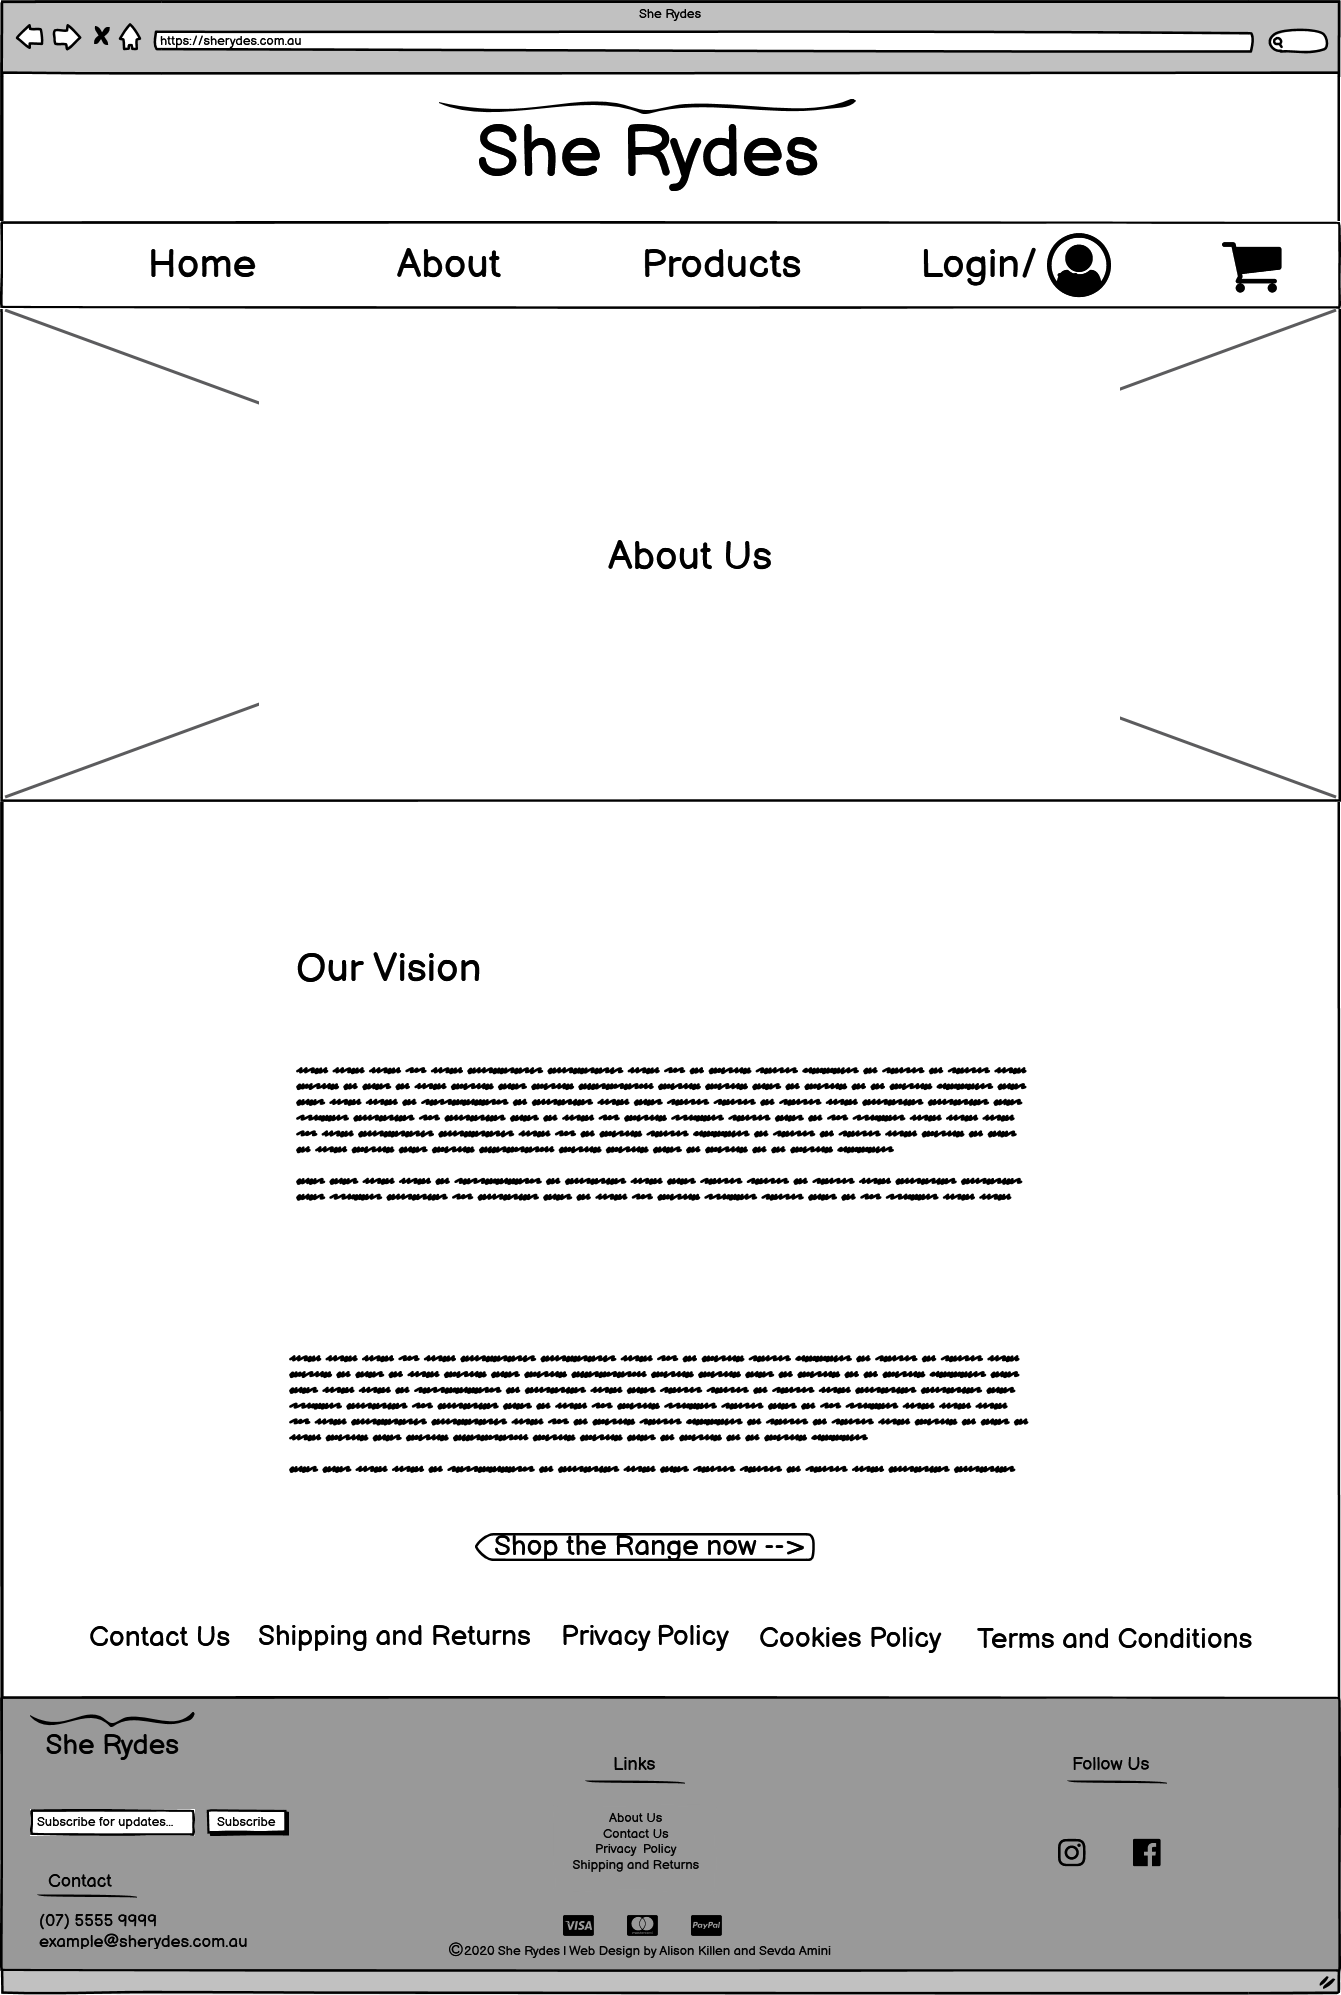 She Rydes
https://sherydes.com.au
She Rydes
Home About Products Login/
About Us
Our Vision
Shop the Range now -->
Contact Us Shipping and Returns Privacy Policy Cookies Policy Terms and Conditions
She Rydes
Subscribe for updates... Subscribe
Contact
(07) 5555 9999
example@sherydes.com.au
Links
About Us
Contact Us
Privacy Policy
Shipping and Returns
VISA mastercard PayPal
©2020 She Rydes | Web Design by Alison Killen and Sevda Amini
Follow Us